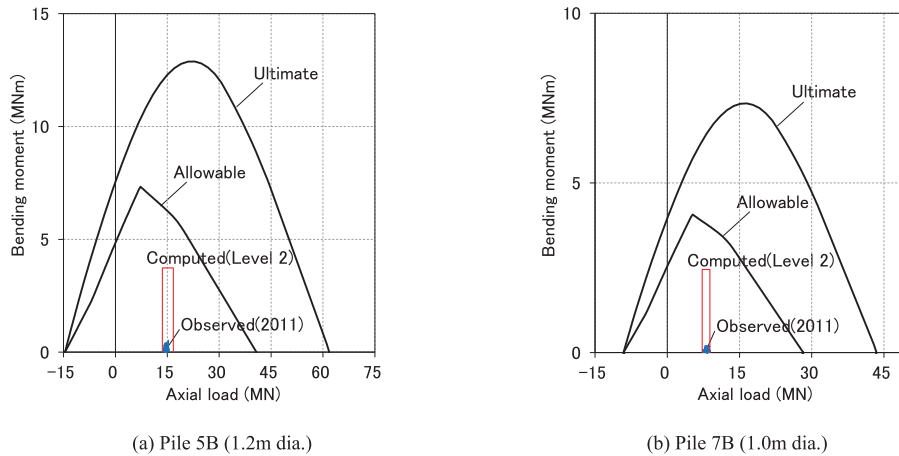 15
10
5
0
Bending moment (MNm)
Ultimate
Allowable
Computed(Level 2)
Observed(2011)
-15 0 15 30 45 60 75
Axial load (MN)
(a) Pile 5B (1.2m dia.)
10
5
0
Bending moment (MNm)
Ultimate
Allowable
Computed(Level 2)
Observed(2011)
-15 0 15 30 45
Axial load (MN)
(b) Pile 7B (1.0m dia.)